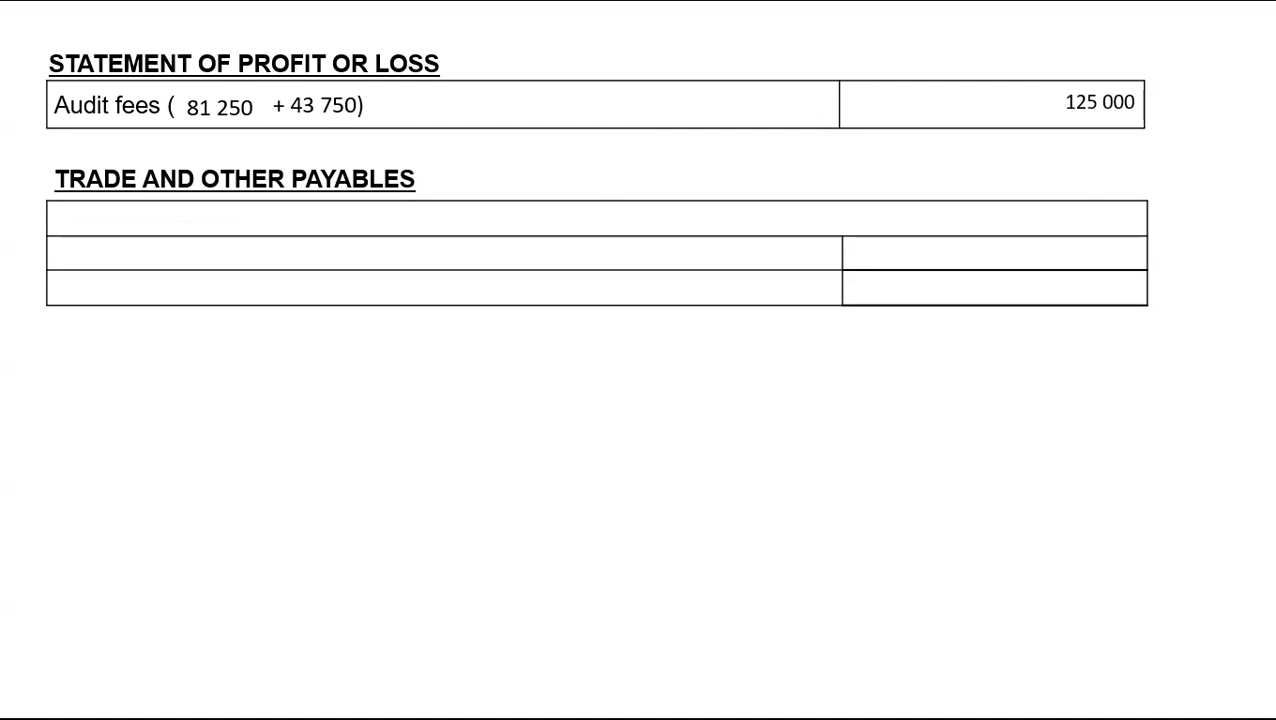 STATEMENT OF PROFIT OR LOSS
Audit fees ( 81 250 + 43 750) 125 000
TRADE AND OTHER PAYABLES